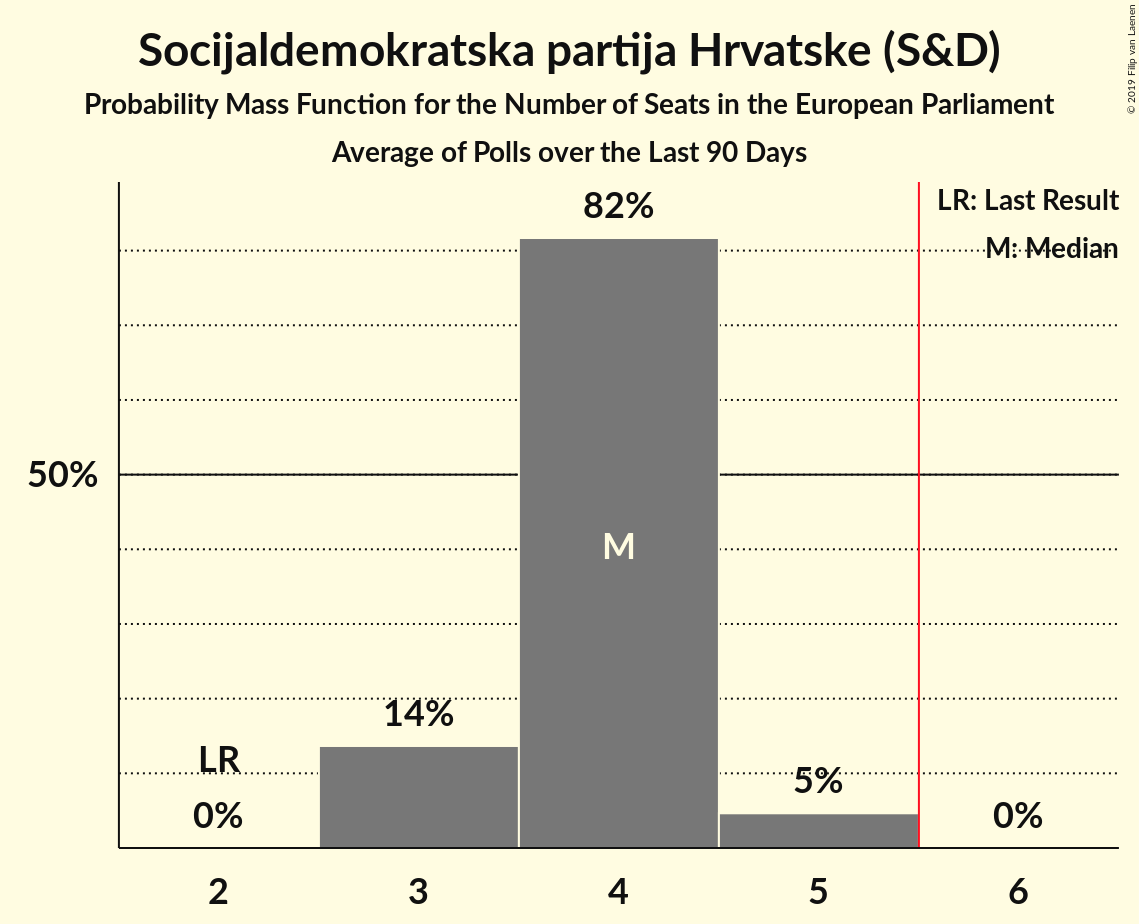 Socijaldemokratska partija Hrvatske (S&D)
Probability Mass Function for the Number of Seats in the European Parliament
Average of Polls over the Last 90 Days
© 2019 Filip van Laenen
LR: Last Result
M: Median
82%
50%
M
14%
LR
5%
0%
0%
2 3 4 5 6